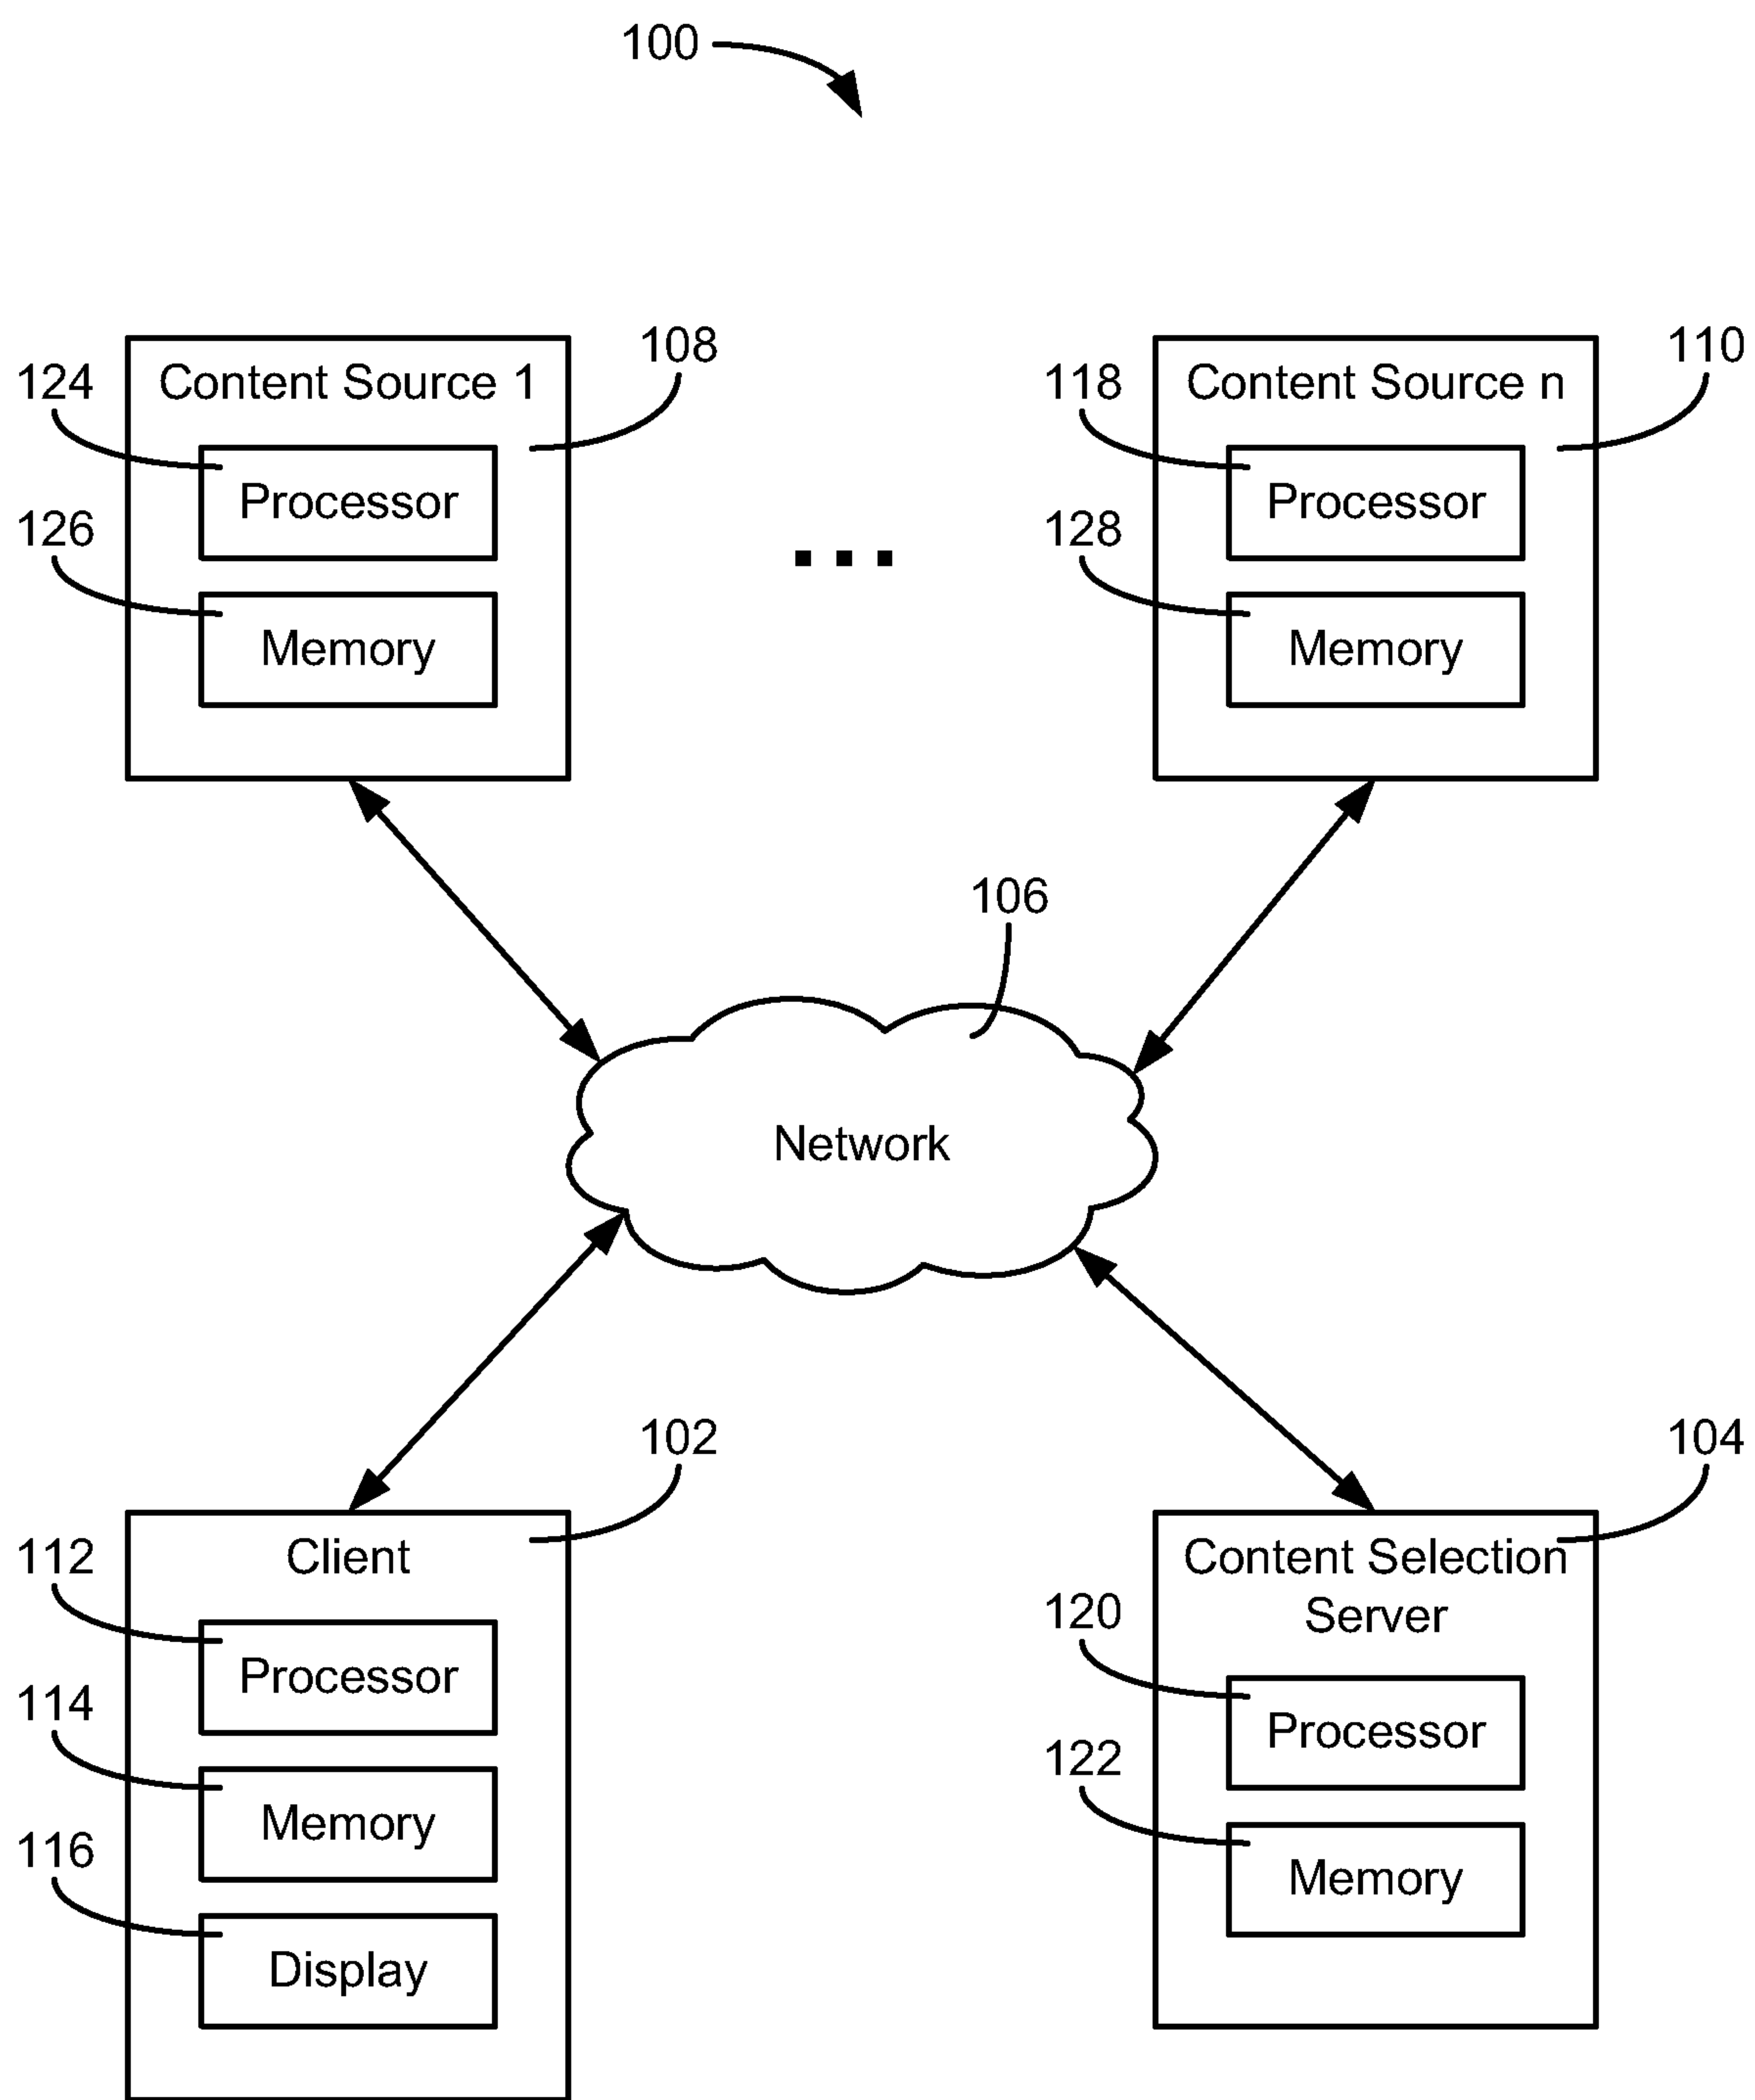 100
108
110
Content Source 1
Content Source n
124
118
Processor
Processor
126
128
Memory
Memory
106
Network
102
104
Client
Content Selection
Server
112
120
Processor
Processor
114
122
Memory
Memory
116
Display